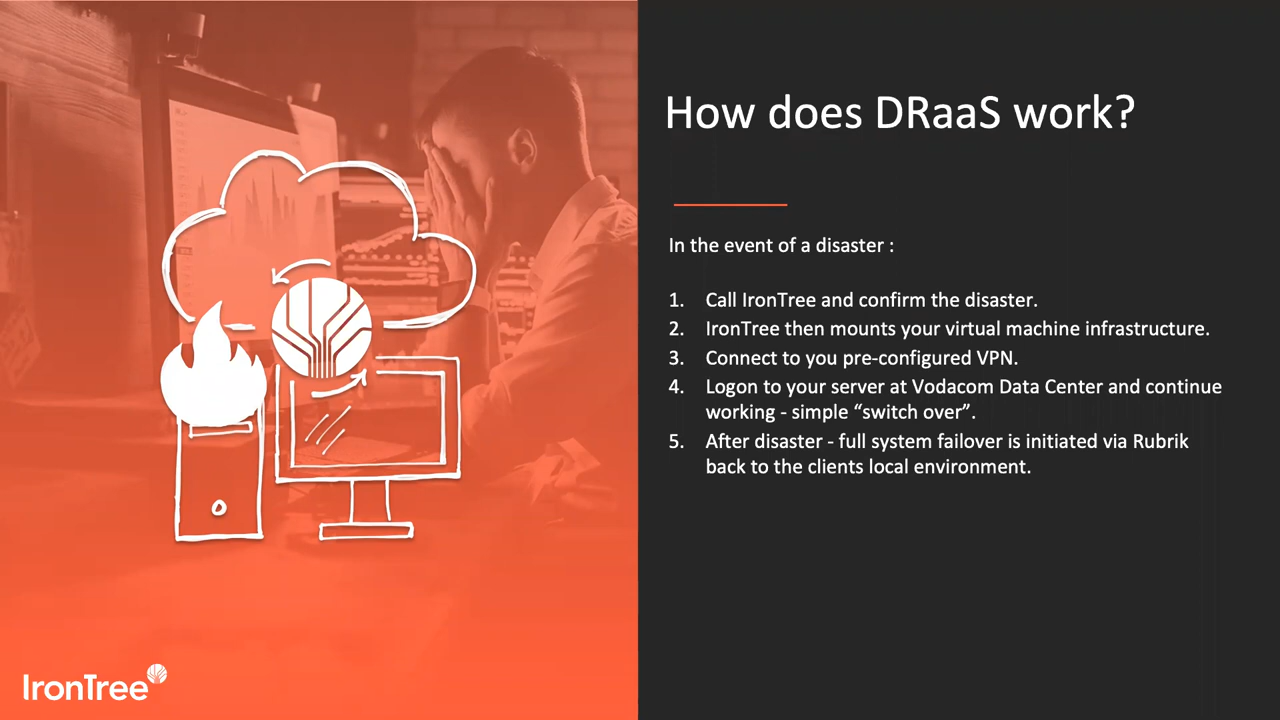 How does DRaaS work?
In the event of a disaster :
1. Call IronTree and confirm the disaster.
2. IronTree then mounts your virtual machine infrastructure.
3. Connect to you pre-configured VPN.
4. Logon to your server at Vodacom Data Center and continue
working - simple “switch over”.
5. After disaster - full system failover is initiated via Rubrik
back to the clients local environment.
IronTree